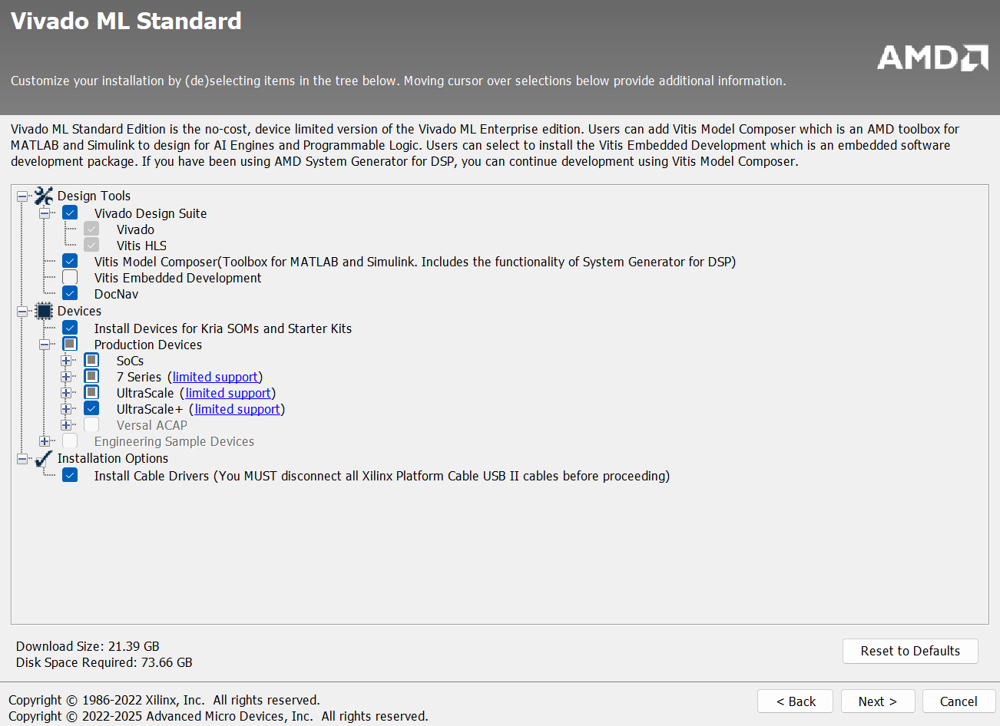 Vivado ML Standard
AMD
Customize your installation by (de)selecting items in the tree below. Moving cursor over selections below provide additional information.
Vivado ML Standard Edition is the no-cost, device limited version of the Vivado ML Enterprise edition. Users can add Vitis Model Composer which is an AMD toolbox for
MATLAB and Simulink to design for AI Engines and Programmable Logic. Users can select to install the Vitis Embedded Development which is an embedded software
development package. If you have been using AMD System Generator for DSP, you can continue development using Vitis Model Composer.
Design Tools
Vivado Design Suite
Vivado
Vitis HLS
Vitis Model Composer(Toolbox for MATLAB and Simulink. Includes the functionality of System Generator for DSP)
Vitis Embedded Development
DocNav
Devices
Install Devices for Kria SOMs and Starter Kits
Production Devices
SoCs
7 Series (limited support)
UltraScale (limited support)
UltraScale+ (limited support)
Versal ACAP
Engineering Sample Devices
Installation Options
Install Cable Drivers (You MUST disconnect all Xilinx Platform Cable USB II cables before proceeding)
Download Size: 21.39 GB
Disk Space Required: 73.66 GB
Reset to Defaults
Copyright © 1986-2022 Xilinx, Inc. All rights reserved.
Copyright © 2022-2025 Advanced Micro Devices, Inc. All rights reserved.
< Back
Next >
Cancel